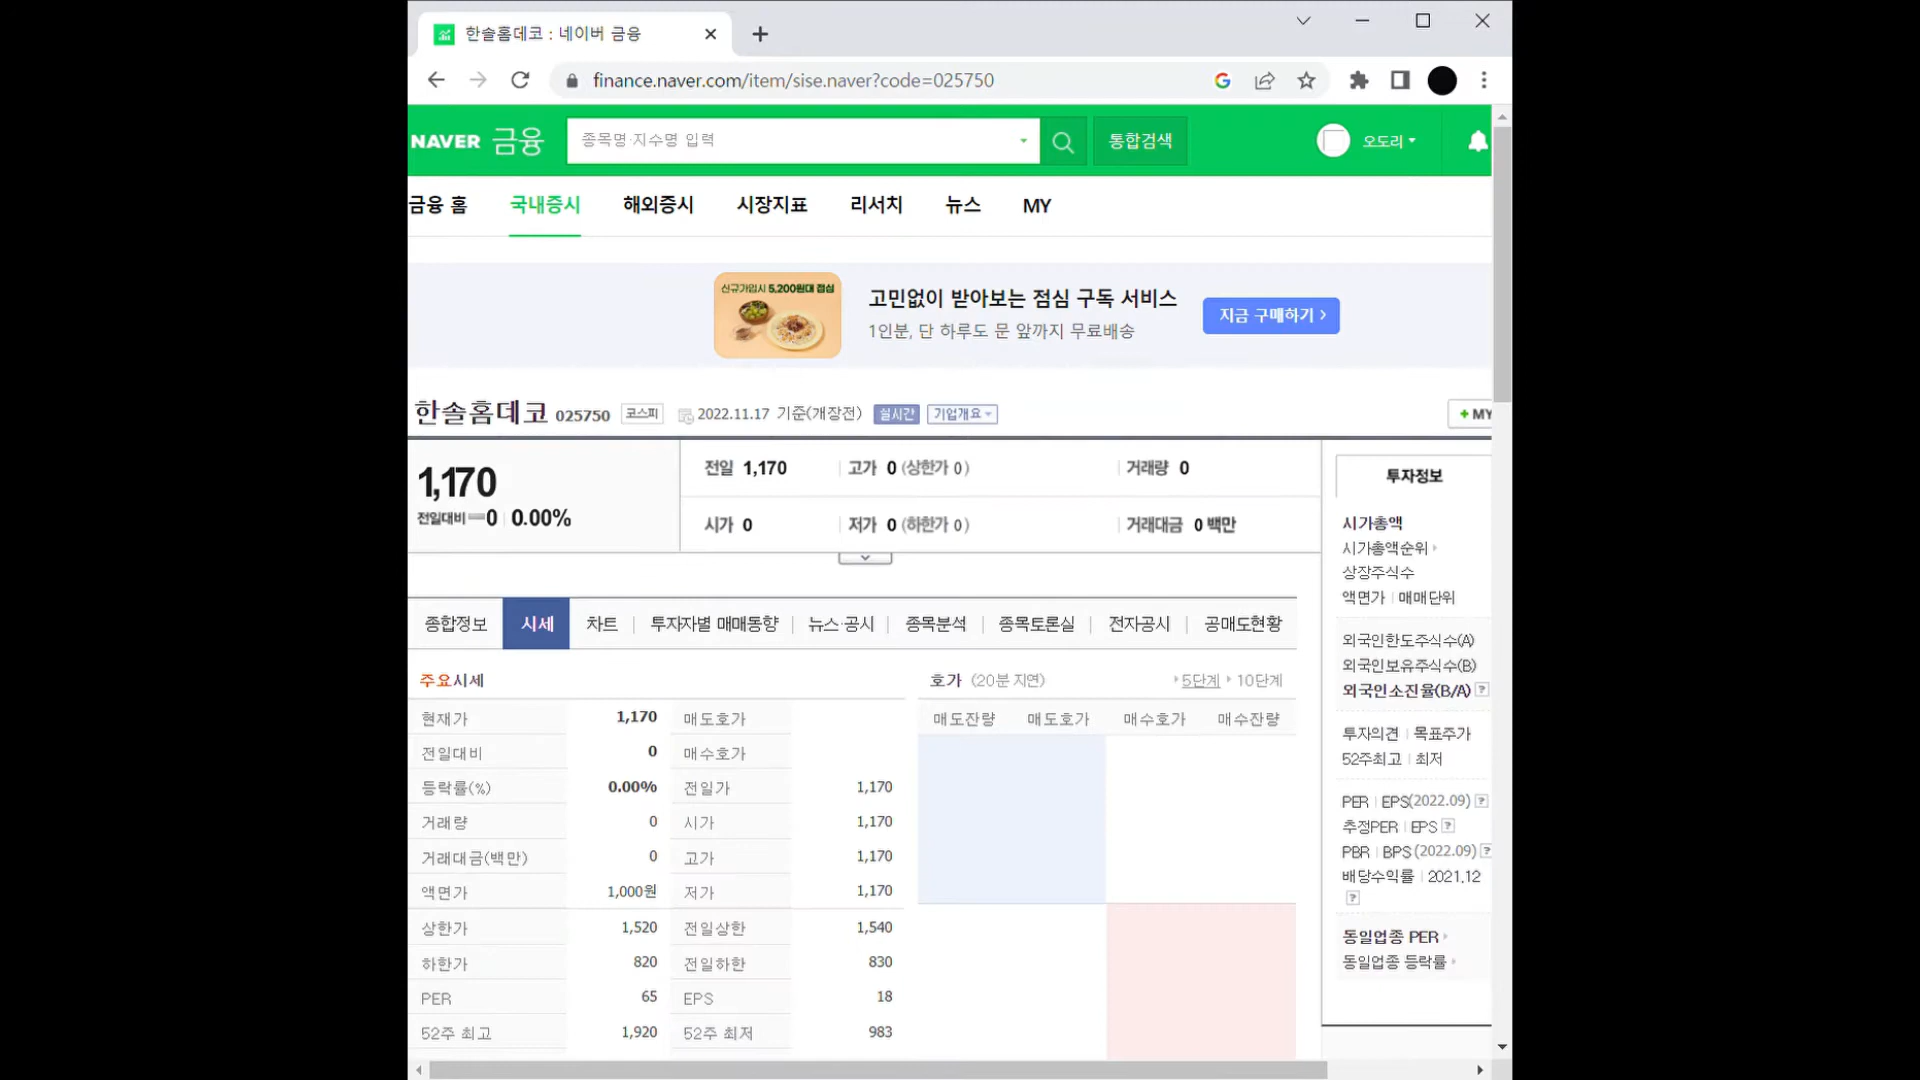 한솔홈데코 : 네이버 금융
finance.naver.com/item/sise.naver?code=025750
NAVER 금융 종목명·지수명 입력 통합검색 오도리
금융 홈 국내증시 해외증시 시장지표 리서치 뉴스 MY
신규가입시 5,200원대 점심
고민없이 받아보는 점심 구독 서비스
1인분, 단 하루도 문 앞까지 무료배송
지금 구매하기
한솔홈데코 025750 코스피 2022.11.17 기준(개장전) 실시간 기업개요 + MY
1,170
전일대비 0 0.00%
전일 1,170 고가 0 (상한가 0) 거래량 0
시가 0 저가 0 (하한가 0) 거래대금 0 백만
종합정보 시세 차트 투자자별 매매동향 뉴스·공시 종목분석 종목토론실 전자공시 공매도현황
주요시세
현재가 1,170 매도호가
전일대비 0 매수호가
등락률(%) 0.00% 전일가 1,170
거래량 0 시가 1,170
거래대금(백만) 0 고가 1,170
액면가 1,000원 저가 1,170
상한가 1,520 전일상한 1,540
하한가 820 전일하한 830
PER 65 EPS 18
52주 최고 1,920 52주 최저 983
호가 (20분 지연) 5단계 10단계
매도잔량 매도호가 매수호가 매수잔량
투자정보
시가총액
시가총액순위
상장주식수
액면가 매매단위
외국인한도주식수(A)
외국인보유주식수(B)
외국인소진율(B/A) ?
투자의견 목표주가
52주최고 최저
PER EPS(2022.09) ?
추정PER EPS ?
PBR BPS (2022.09) ?
배당수익률 2021.12
?
동일업종 PER
동일업종 등락률